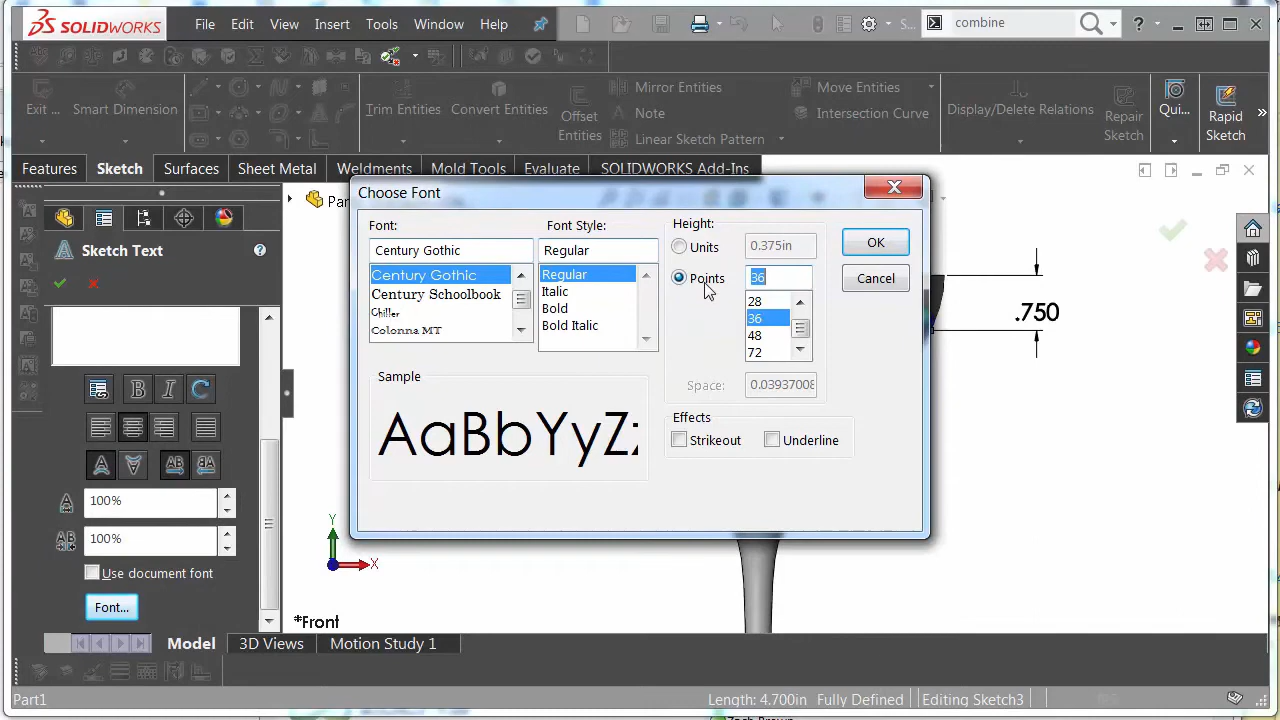 SOLIDWORKS
File Edit View Insert Tools Window Help
S...
combine
?
Exit ...
Smart Dimension
Trim Entities
Convert Entities
Offset Entities
Mirror Entities
Note
Linear Sketch Pattern
Move Entities
Intersection Curve
Display/Delete Relations
Repair Sketch
Qui...
Rapid Sketch
Features Sketch Surfaces Sheet Metal Weldments Mold Tools Evaluate SOLIDWORKS Add-Ins
Par
Sketch Text
B I C
AB
100%
AB 100%
Use document font
Font...
Choose Font
Font:
Century Gothic
Century Gothic
Century Schoolbook
Chiller
Colonna MT
Font Style:
Regular
Regular
Italic
Bold
Bold Italic
Height:
Units 0.375in
Points 36
28
36
48
72
Space: 0.03937008
OK
Cancel
Sample
AaBbYyZz
Effects
Strikeout Underline
.750
Y
X
*Front
Model 3D Views Motion Study 1
Part1
Length: 4.700in Fully Defined Editing Sketch3